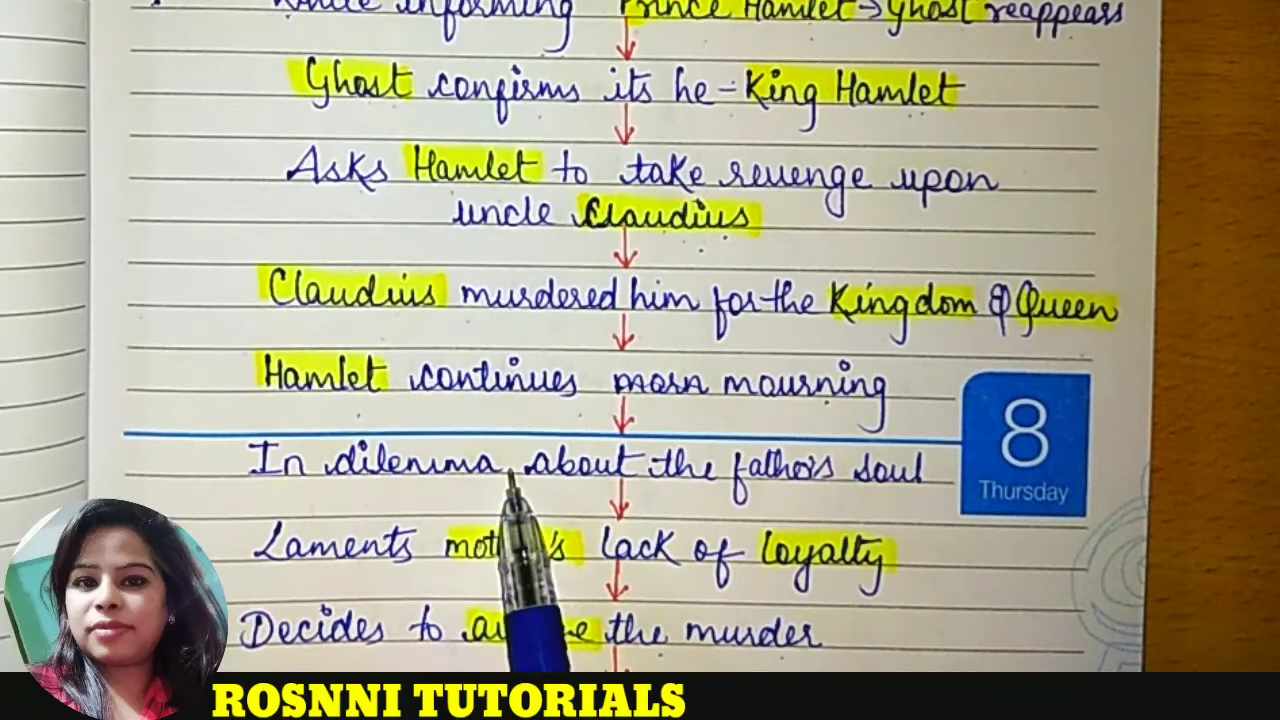 While informing Prince Hamlet → Ghost reappears
Ghost confirms its he - King Hamlet
Asks Hamlet to take revenge upon
uncle Claudius
Claudius murdered him for the Kingdom & Queen
Hamlet continues mourning
In dilemma about the father's soul
Laments lack of loyalty
Decides to the murder
8
Thursday
ROSNNI TUTORIALS